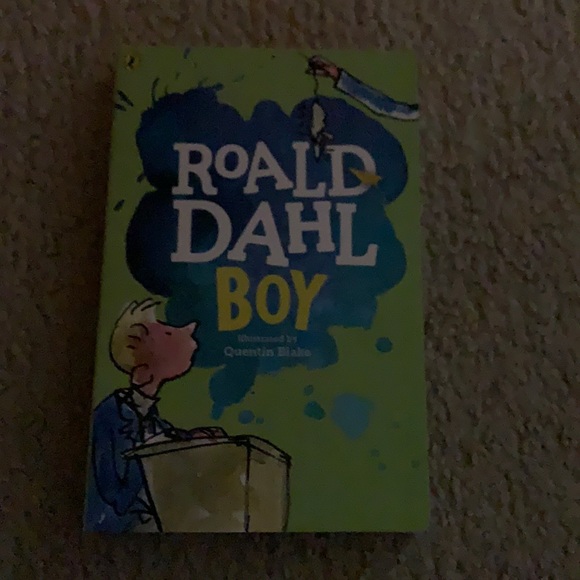 ROALD
DAHL
BOY
Illustrated by
Quentin Blake